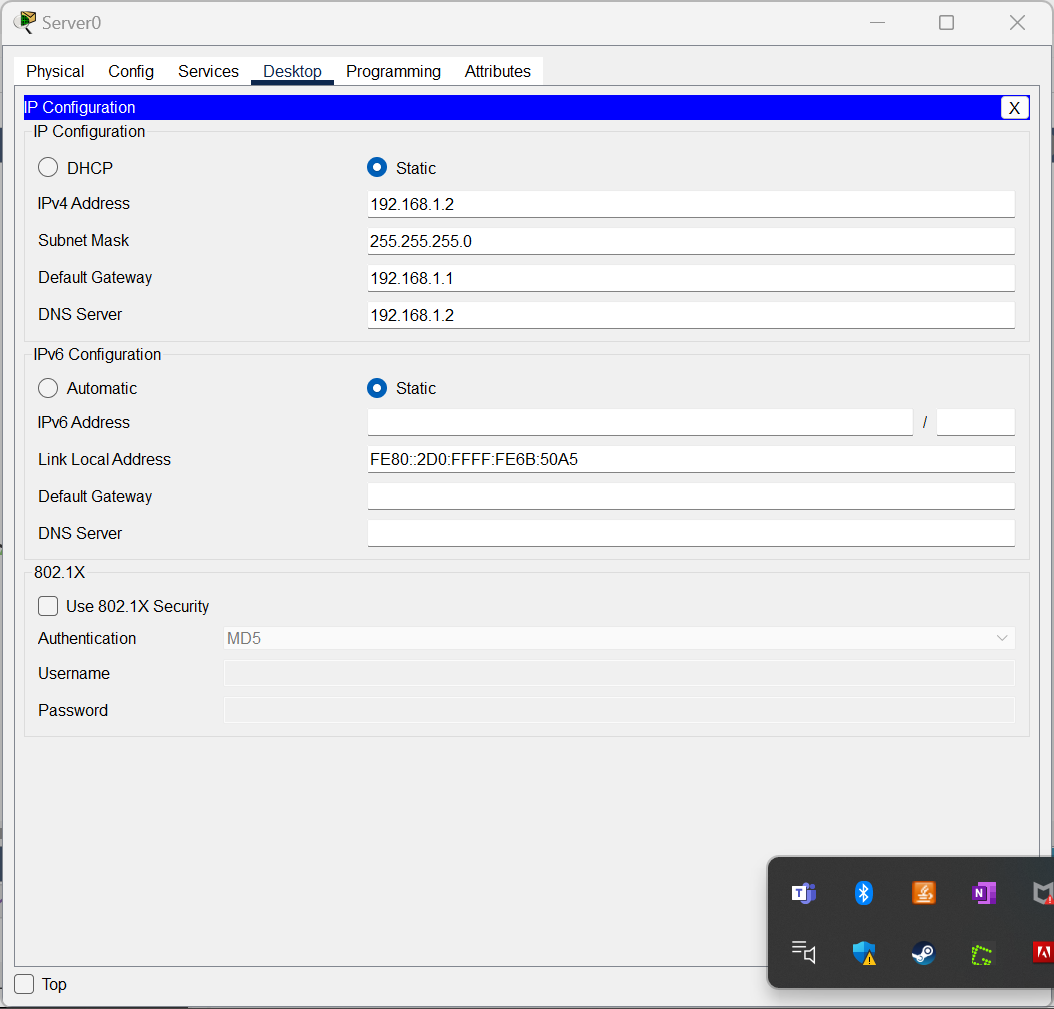 Server0
Physical Config Services Desktop Programming Attributes
IP Configuration X
IP Configuration
DHCP Static
IPv4 Address 192.168.1.2
Subnet Mask 255.255.255.0
Default Gateway 192.168.1.1
DNS Server 192.168.1.2
IPv6 Configuration
Automatic Static
IPv6 Address /
Link Local Address FE80::2D0:FFFF:FE6B:50A5
Default Gateway
DNS Server
802.1X
Use 802.1X Security
Authentication MD5
Username
Password
T N
Top